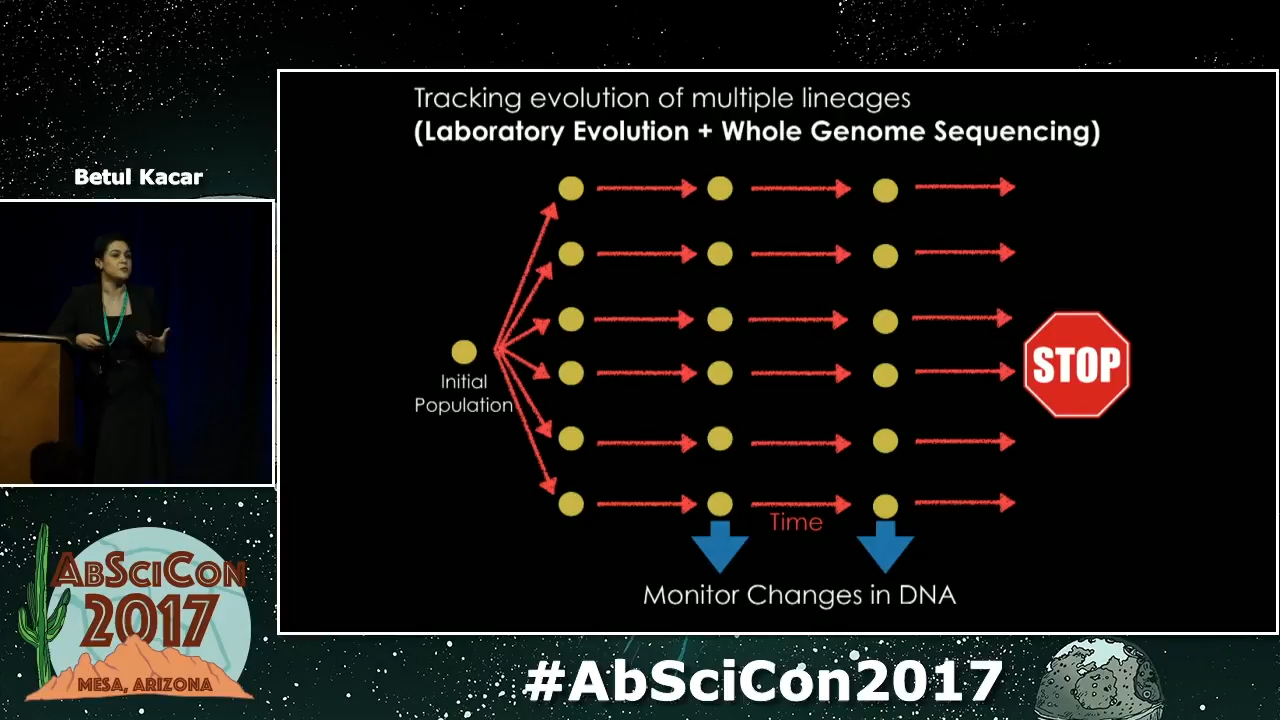 Tracking evolution of multiple lineages
(Laboratory Evolution + Whole Genome Sequencing)
Betul Kacar
Initial
Population
STOP
Time
Monitor Changes in DNA
ABSCICON
2017
MESA, ARIZONA
#AbSciCon2017